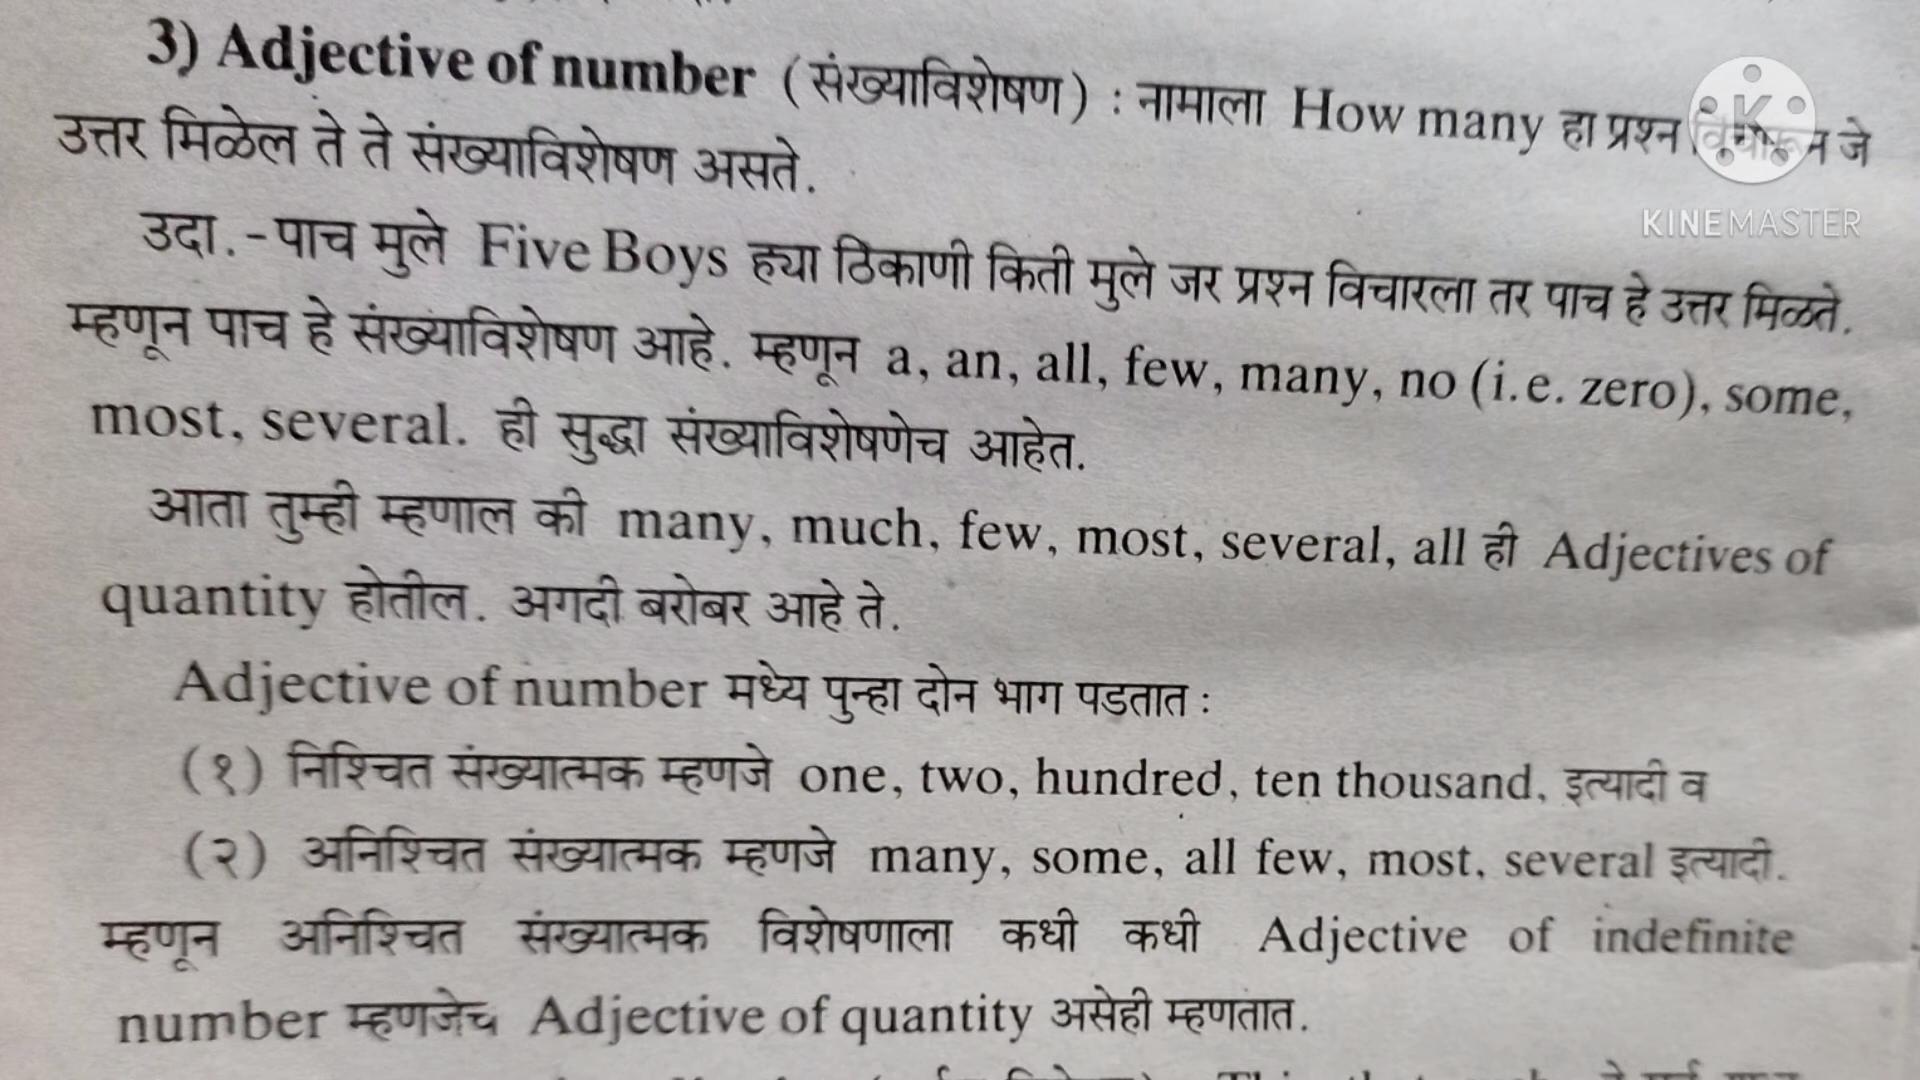 3) Adjective of number (संख्याविशेषण) : नामाला How many हा प्रश्न विचारून जे
उत्तर मिळेल ते ते संख्याविशेषण असते.
KINEMASTER
उदा. - पाच मुले Five Boys ह्या ठिकाणी किती मुले जर प्रश्न विचारला तर पाच हे उत्तर मिळते.
म्हणून पाच हे संख्याविशेषण आहे. म्हणून a, an, all, few, many, no (i.e. zero), some,
most, several. ही सुद्धा संख्याविशेषणेच आहेत.
आता तुम्ही म्हणाल की many, much, few, most, several, all ही Adjectives of
quantity होतील. अगदी बरोबर आहे ते.
Adjective of number मध्ये पुन्हा दोन भाग पडतात :
(१) निश्चित संख्यात्मक म्हणजे one, two, hundred, ten thousand, इत्यादी व
(२) अनिश्चित संख्यात्मक म्हणजे many, some, all few, most, several इत्यादी.
म्हणून अनिश्चित संख्यात्मक विशेषणाला कधी कधी Adjective of indefinite
number म्हणजेच Adjective of quantity असेही म्हणतात.